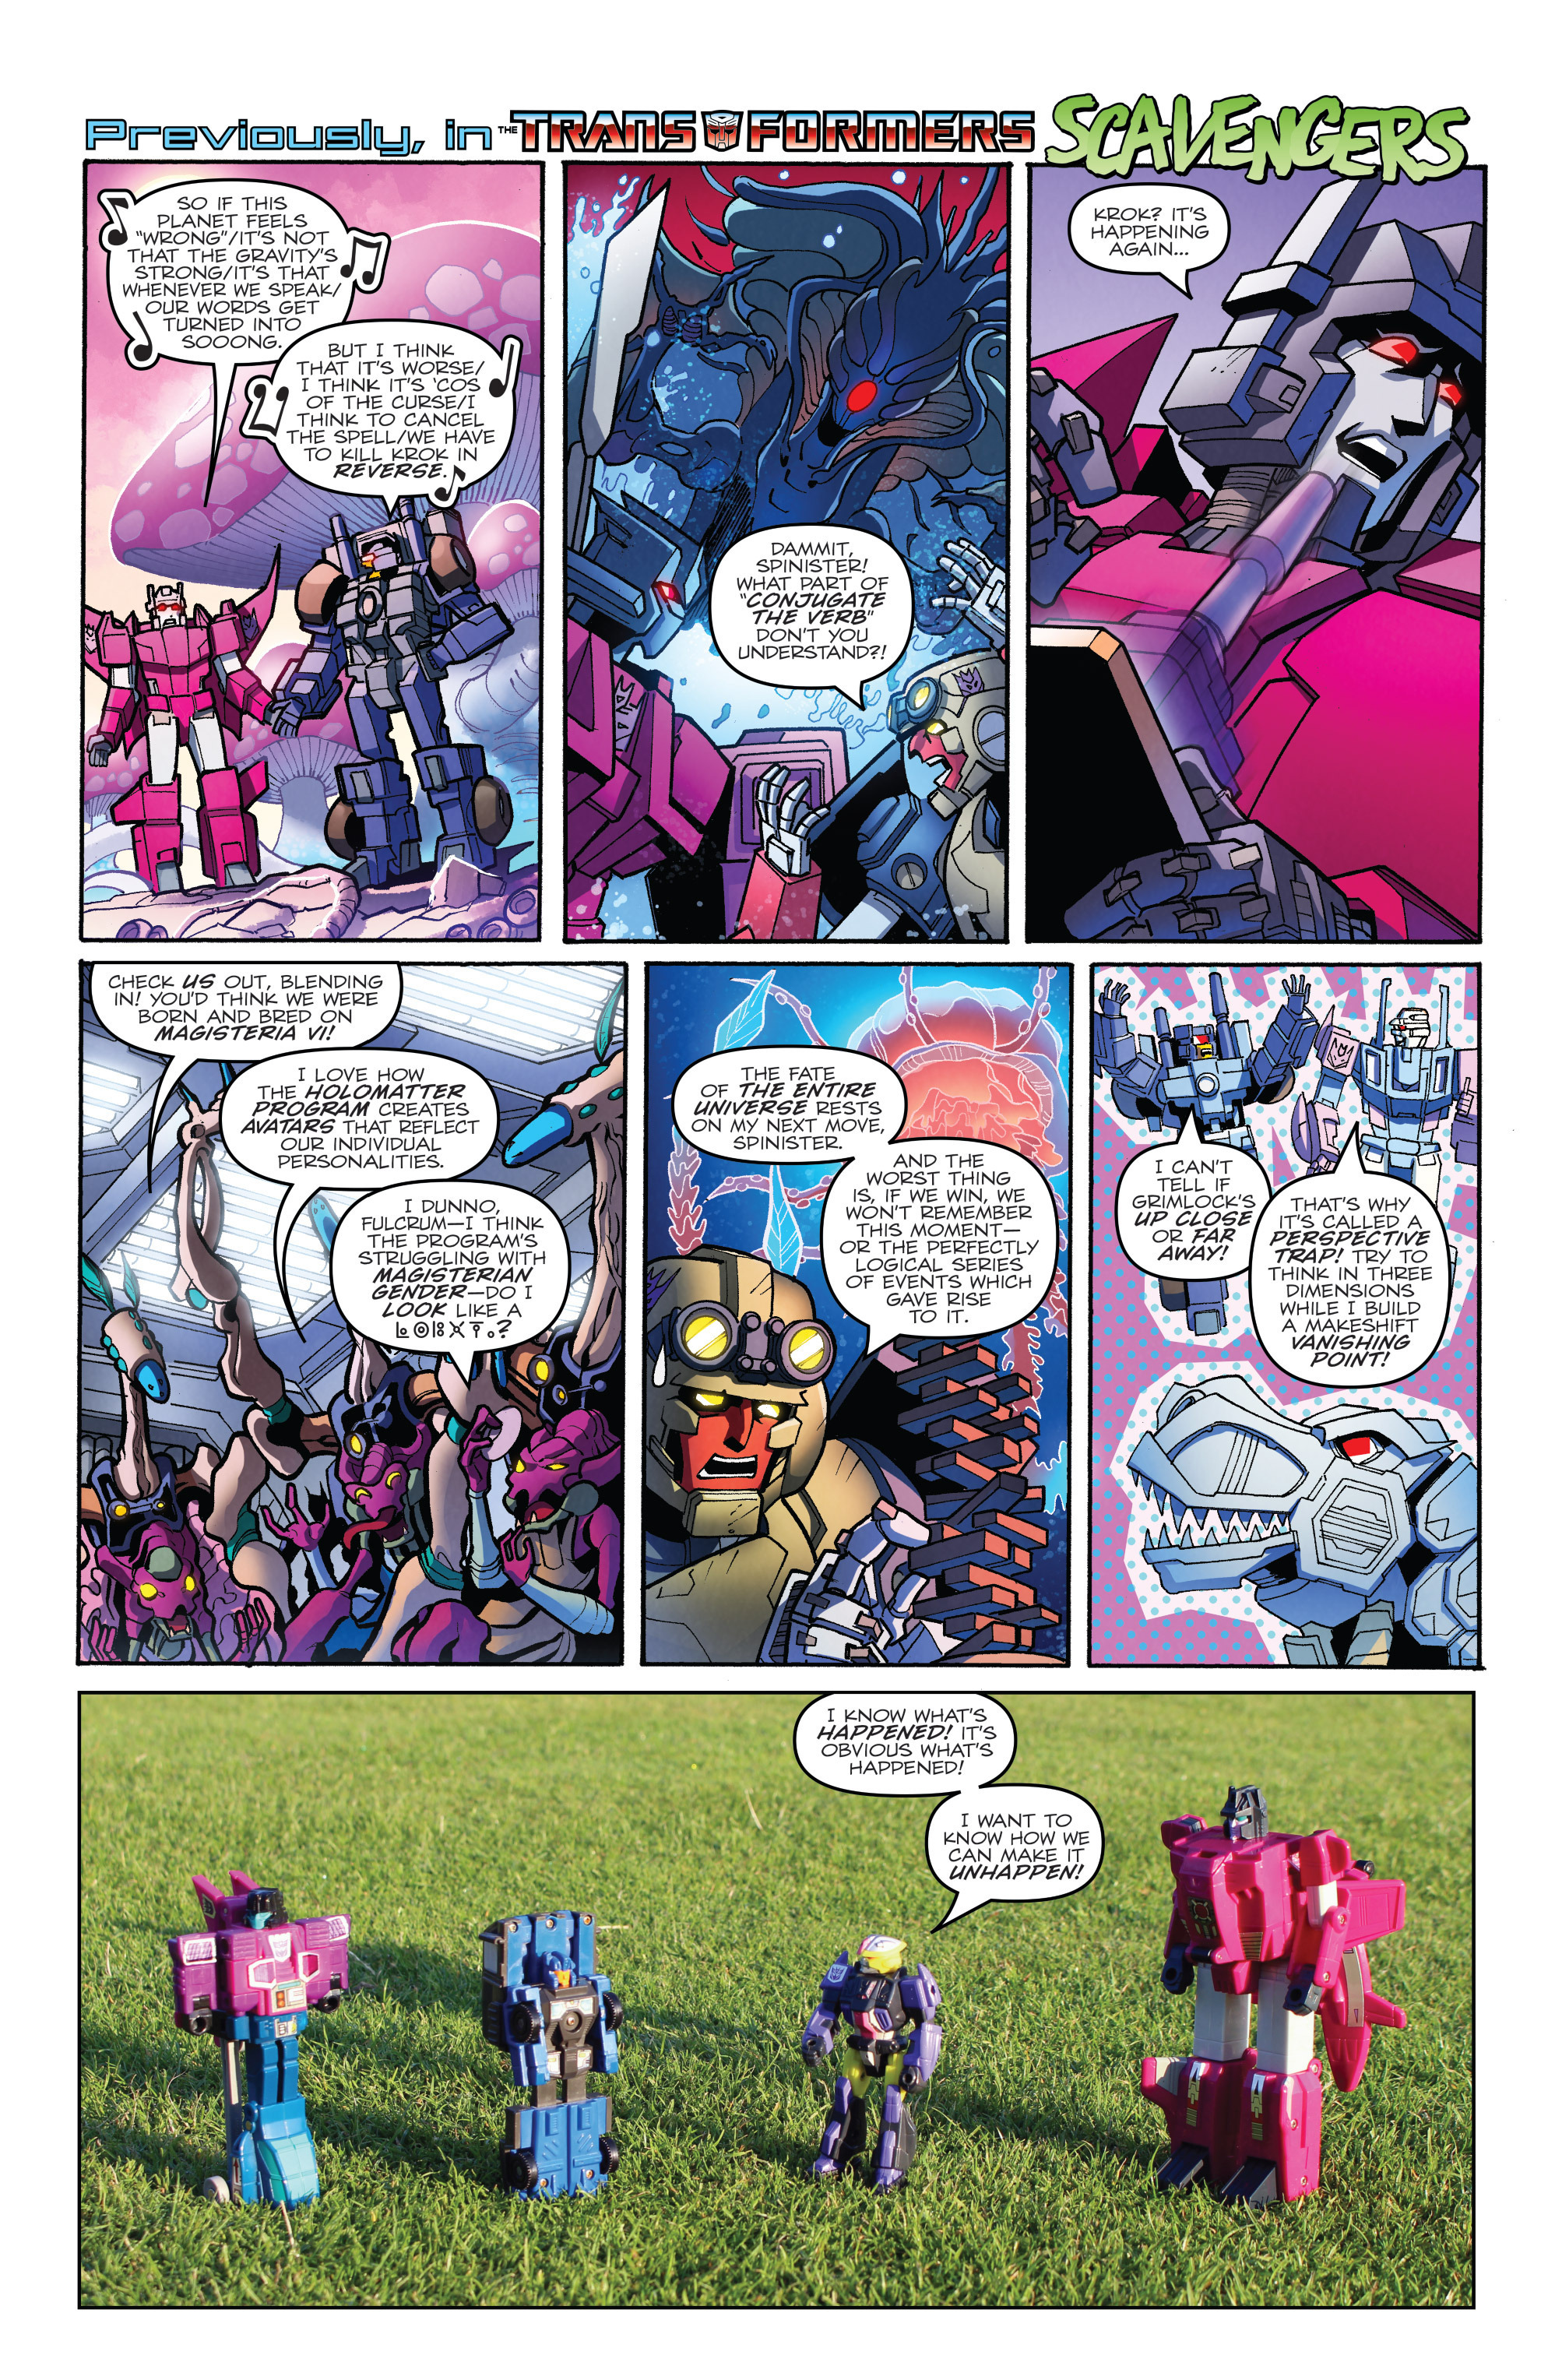 Previously, in THE TRANSFORMERS SCAVENGERS
SO IF THIS
PLANET FEELS
"WRONG"/IT'S NOT
THAT THE GRAVITY'S
STRONG/IT'S THAT
WHENEVER WE SPEAK/
OUR WORDS GET
TURNED INTO
SOOONG.
BUT I THINK
THAT IT'S WORSE/
I THINK IT'S 'COS
OF THE CURSE/I
THINK TO CANCEL
THE SPELL/WE HAVE
TO KILL KROK IN
REVERSE.
DAMMIT,
SPINISTER!
WHAT PART OF
"CONJUGATE
THE VERB"
DON'T YOU
UNDERSTAND?!
KROK? IT'S
HAPPENING
AGAIN...
CHECK US OUT, BLENDING
IN! YOU'D THINK WE WERE
BORN AND BRED ON
MAGISTERIA VI!
I LOVE HOW
THE HOLOMATTER
PROGRAM CREATES
AVATARS THAT REFLECT
OUR INDIVIDUAL
PERSONALITIES.
I DUNNO,
FULCRUM—I THINK
THE PROGRAM'S
STRUGGLING WITH
MAGISTERIAN
GENDER—DO I
LOOK LIKE A
?
THE FATE
OF THE ENTIRE
UNIVERSE RESTS
ON MY NEXT MOVE,
SPINISTER.
AND THE
WORST THING
IS, IF WE WIN, WE
WON'T REMEMBER
THIS MOMENT—
OR THE PERFECTLY
LOGICAL SERIES
OF EVENTS WHICH
GAVE RISE
TO IT.
I CAN'T
TELL IF
GRIMLOCK'S
UP CLOSE
OR FAR
AWAY!
THAT'S WHY
IT'S CALLED A
PERSPECTIVE
TRAP! TRY TO
THINK IN THREE
DIMENSIONS
WHILE I BUILD
A MAKESHIFT
VANISHING
POINT!
I KNOW WHAT'S
HAPPENED! IT'S
OBVIOUS WHAT'S
HAPPENED!
I WANT TO
KNOW HOW WE
CAN MAKE IT
UNHAPPEN!